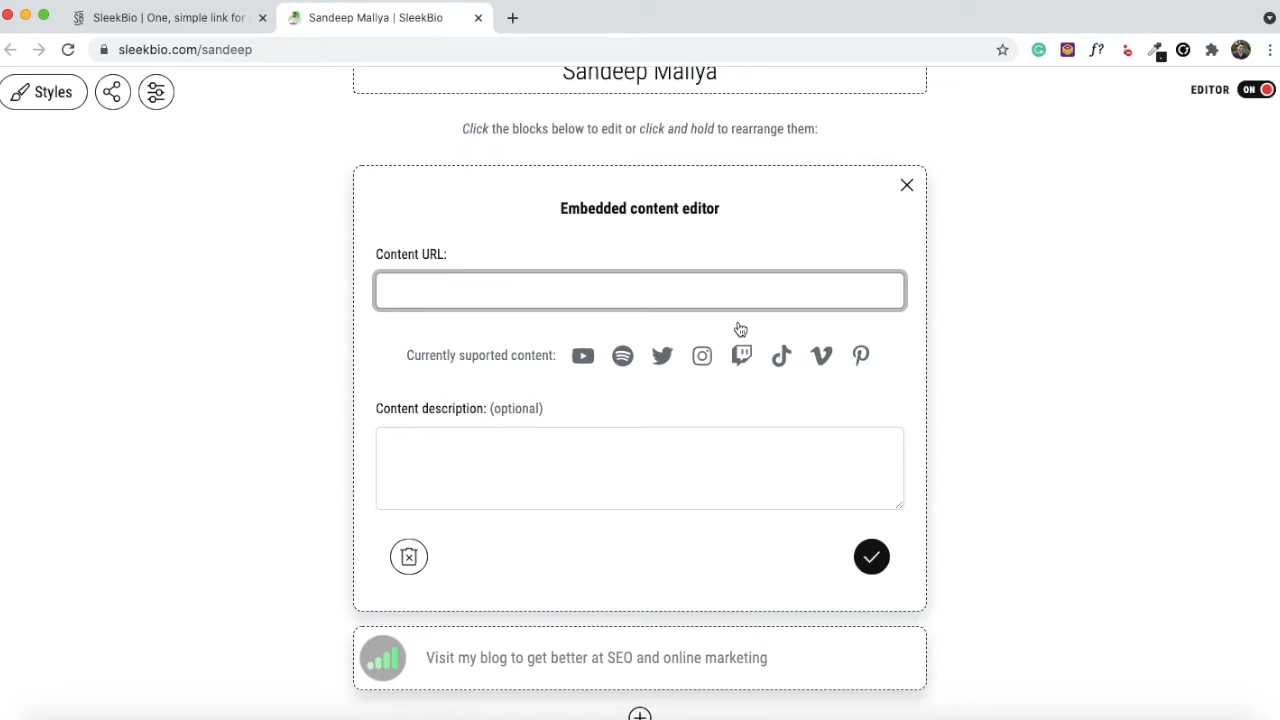 SleekBio | One, simple link for
Sandeep Mallya | SleekBio
sleekbio.com/sandeep
f?
Styles
EDITOR ON
Sandeep Mallya
Click the blocks below to edit or click and hold to rearrange them:
Embedded content editor
Content URL:
Currently suported content:
Content description: (optional)
Visit my blog to get better at SEO and online marketing